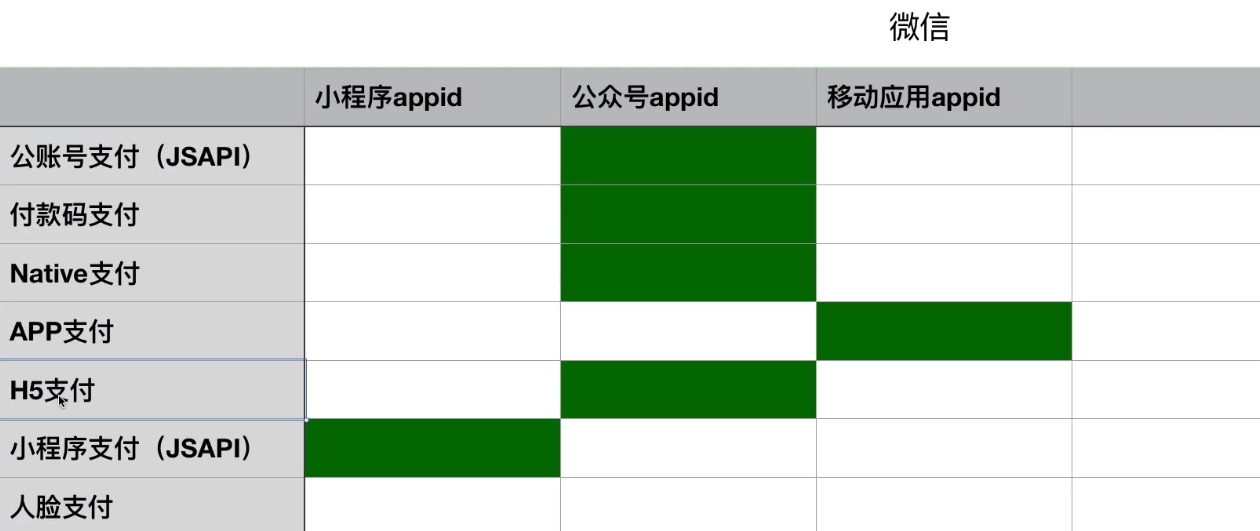 微信
小程序appid 公众号appid 移动应用appid
公账号支付（JSAPI）
付款码支付
Native支付
APP支付
H5支付
小程序支付（JSAPI）
人脸支付